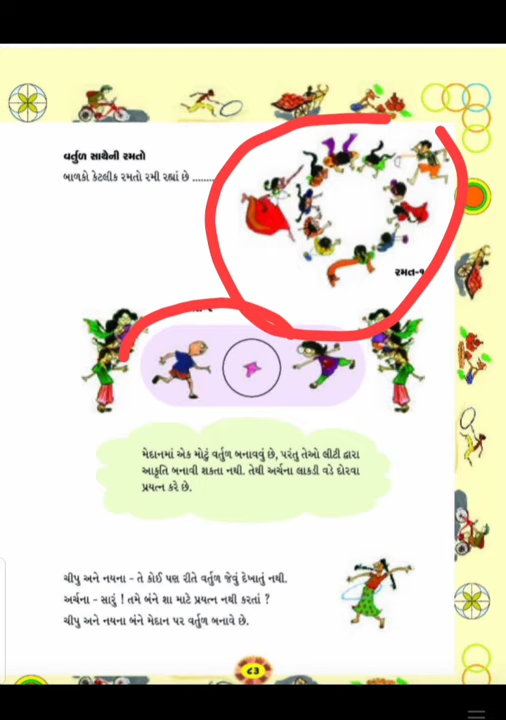 વર્તુળ સાથેની રમતો
બાળકો કેટલીક રમતો રમી રહ્યાં છે ........
રમત-૧
મેદાનમાં એક મોટું વર્તુળ બનાવવું છે, પરંતુ તેઓ લીટી દ્વારા
આકૃતિ બનાવી શકતા નથી. તેથી અર્ચના લાકડી વડે દોરવા
પ્રયત્ન કરે છે.
ચીપુ અને નયના - તે કોઈ પણ રીતે વર્તુળ જેવું દેખાતું નથી.
અર્ચના - સારું ! તમે બંને શા માટે પ્રયત્ન નથી કરતાં ?
ચીપુ અને નયના બંને મેદાન પર વર્તુળ બનાવે છે.
૮૩